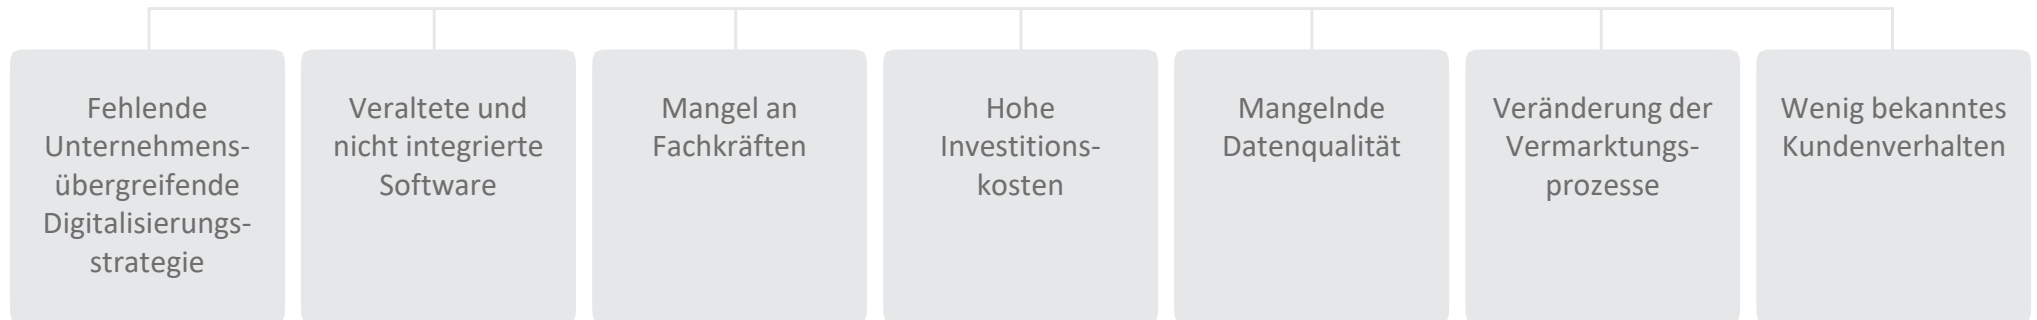 Fehlende
Unternehmens-
übergreifende
Digitalisierungs-
strategie
Veraltete und
nicht integrierte
Software
Mangel an
Fachkräften
Hohe
Investitions-
kosten
Mangelnde
Datenqualität
Veränderung der
Vermarktungs-
prozesse
Wenig bekanntes
Kundenverhalten